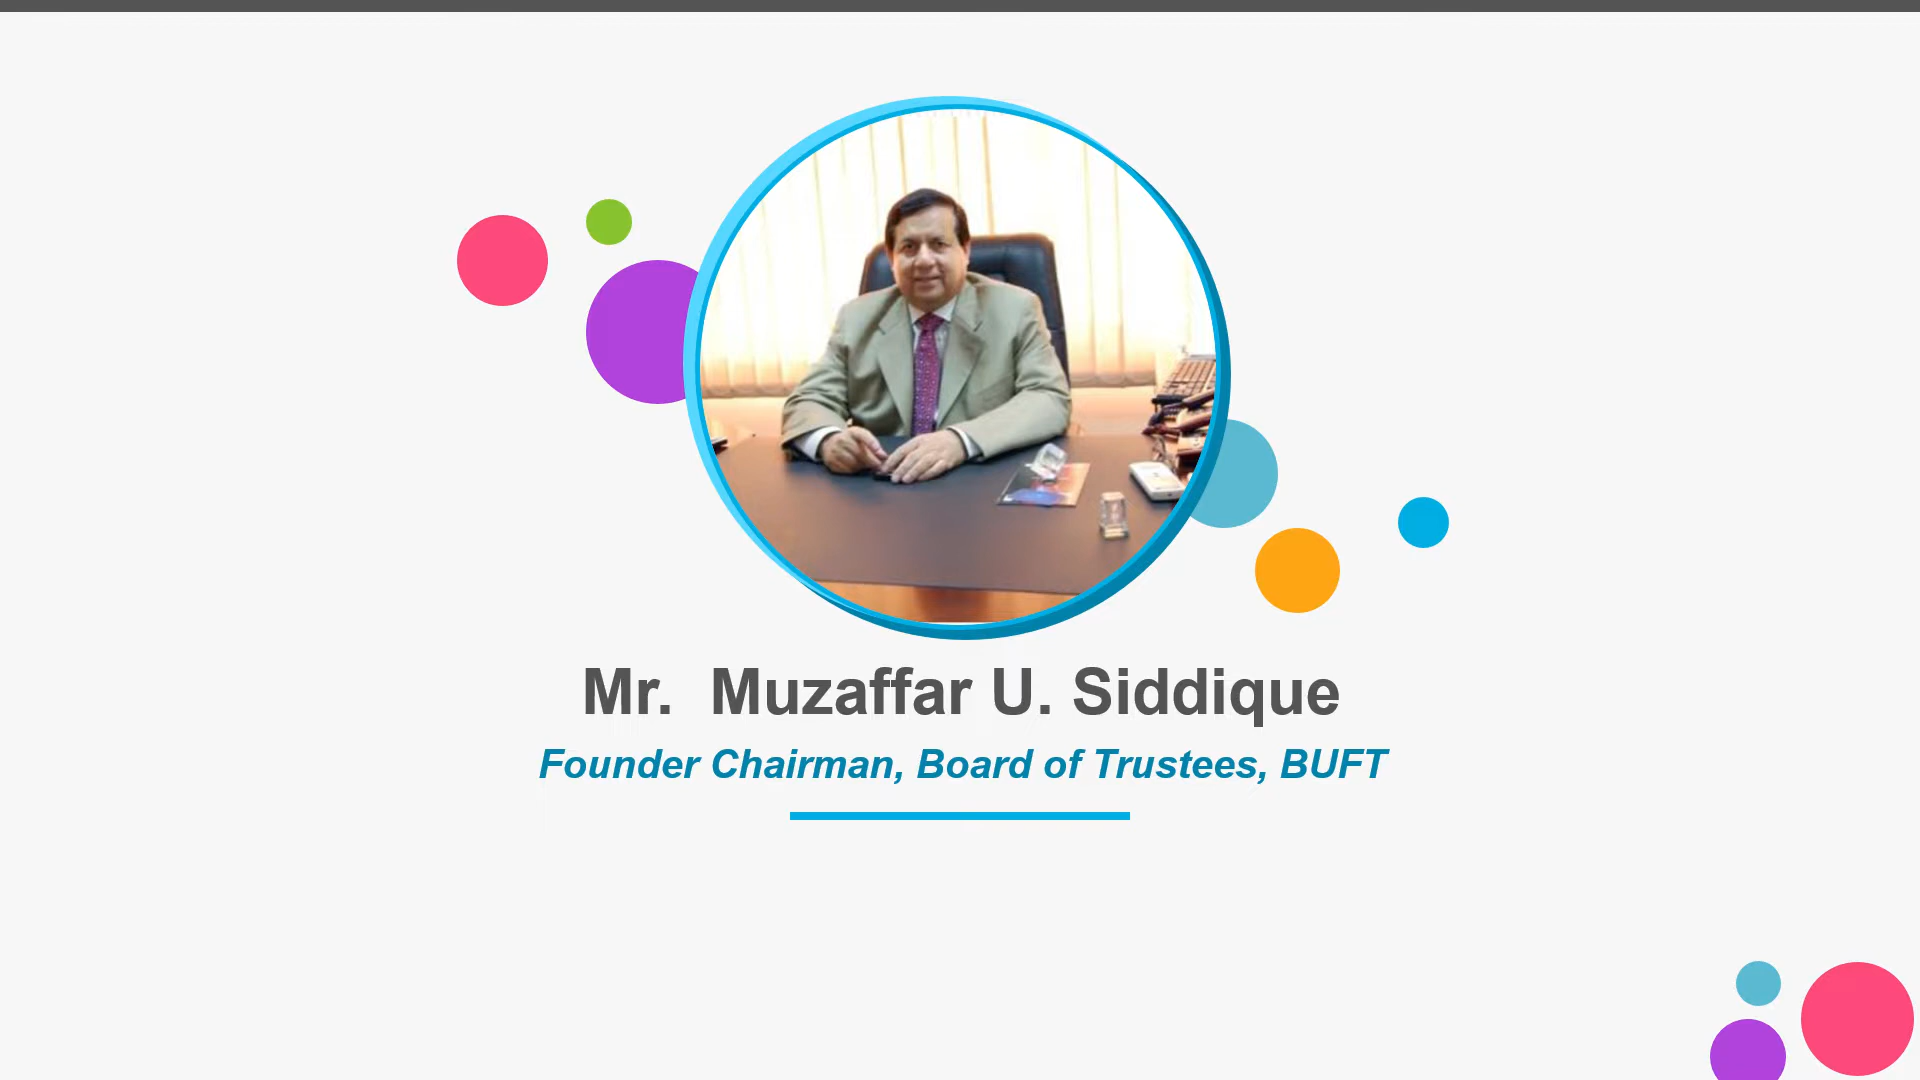 Mr.  Muzaffar U. Siddique
Founder Chairman, Board of Trustees, BUFT